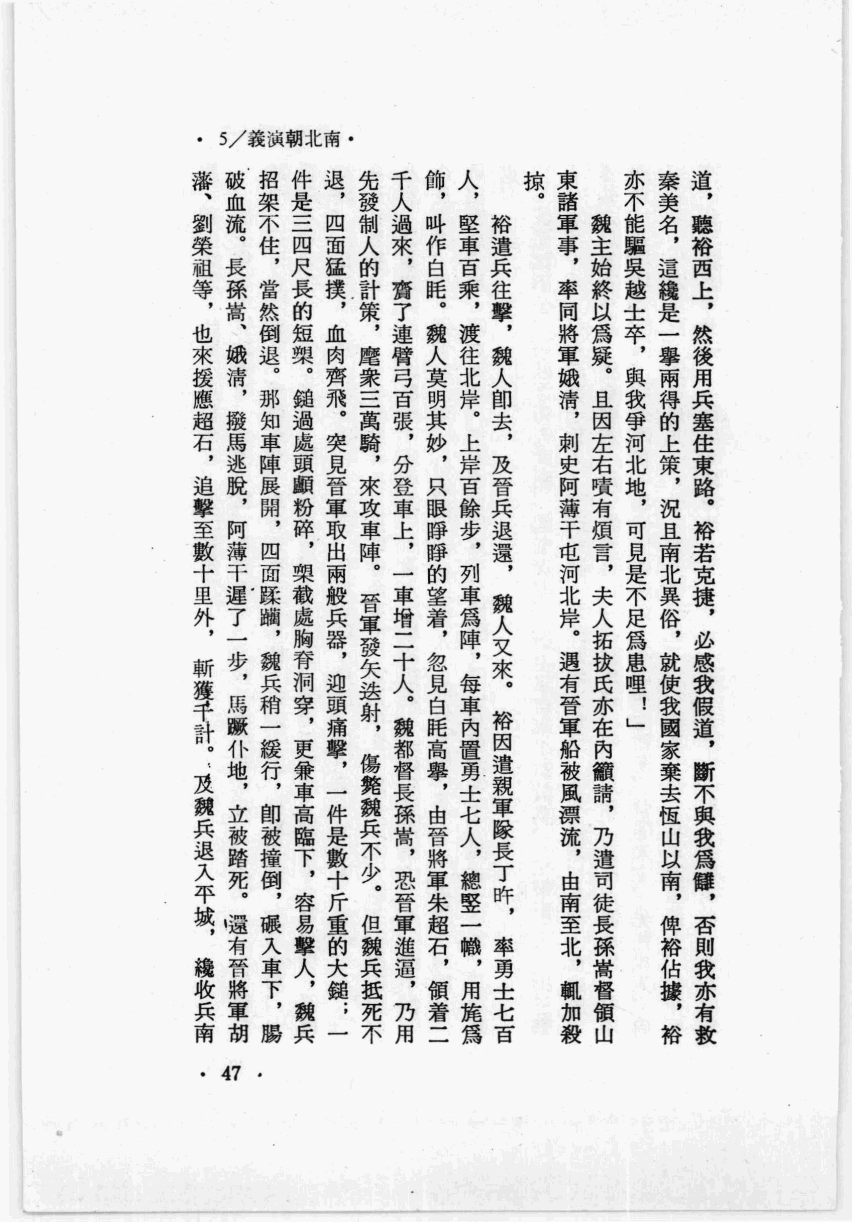 •南北朝演義／5•
道，聽裕西上，然後用兵塞住東路。裕若克捷，必感我假道，斷不與我爲讎，否則我亦有救
秦美名，這纔是一擧兩得的上策，況且南北異俗，就使我國家棄去恆山以南，俾裕佔據，裕
亦不能驅吳越士卒，與我爭河北地，可見是不足爲患哩！」
魏主始終以爲疑。且因左右嘖有煩言，夫人拓拔氏亦在內籲請，乃遣司徒長孫嵩督領山
東諸軍事，率同將軍娥淸，刺史阿薄干屯河北岸。遇有晉軍船被風漂流，由南至北，輒加殺
掠。
裕遣兵往擊，魏人卽去，及晉兵退還，魏人又來。裕因遣親軍隊長丁旿，率勇士七百
人，堅車百乘，渡往北岸。上岸百餘步，列車爲陣，每車內置勇士七人，總竪一幟，用旄爲
飾，叫作白眊。魏人莫明其妙，只眼睜睜的望着，忽見白眊高擧，由晉將軍朱超石，領着二
千人過來，齎了連臂弓百張，分登車上，一車增二十人。魏都督長孫嵩，恐晉軍進逼，乃用
先發制人的計策，麾衆三萬騎，來攻車陣。晉軍發矢迭射，傷斃魏兵不少。但魏兵抵死不
退，四面猛撲，血肉齊飛。突見晉軍取出兩般兵器，迎頭痛擊，一件是數十斤重的大鎚；一
件是三四尺長的短槊。鎚過處頭顱粉碎，槊截處胸脊洞穿，更兼車高臨下，容易擊人，魏兵
招架不住，當然倒退。那知車陣展開，四面蹂躪，魏兵稍一緩行，卽被撞倒，碾入車下，腸
破血流。長孫嵩、娥淸，撥馬逃脫，阿薄干遲了一步，馬蹶仆地，立被踏死。還有晉將軍胡
藩、劉榮祖等，也來援應超石，追擊至數十里外，斬獲千計。及魏兵退入平城，纔收兵南
• 47 •